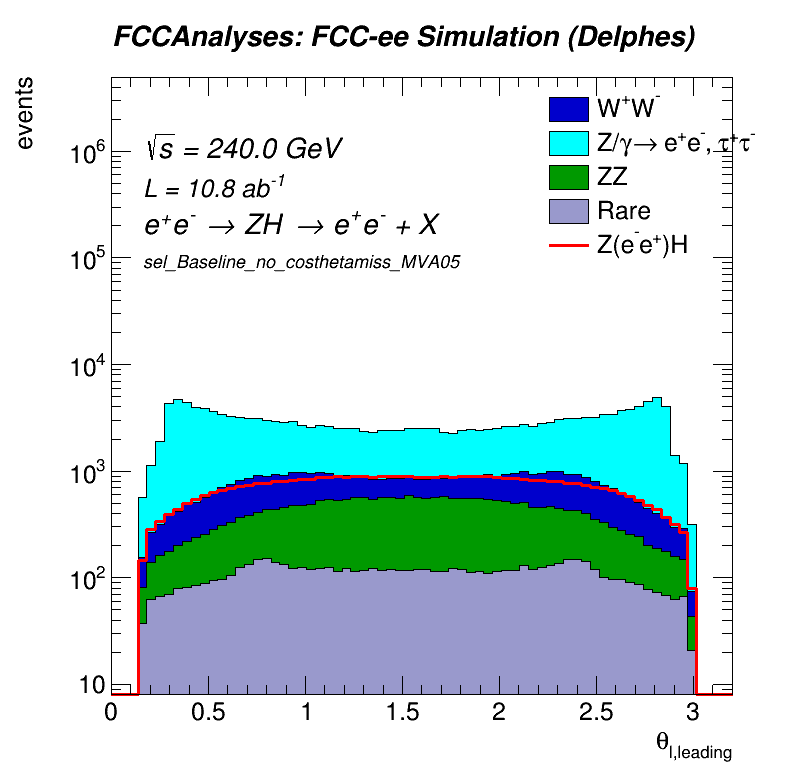 FCCAnalyses: FCC-ee Simulation (Delphes)
events
√s = 240.0 GeV
L = 10.8 ab⁻¹
e⁺e⁻ → ZH → e⁺e⁻ + X
sel_Baseline_no_costhetamiss_MVA05
W⁺W⁻
Z/γ→ e⁺e⁻, τ⁺τ⁻
ZZ
Rare
Z(e⁻e⁺)H
10⁶
10⁵
10⁴
10³
10²
10
0 0.5 1 1.5 2 2.5 3
θ_l,leading